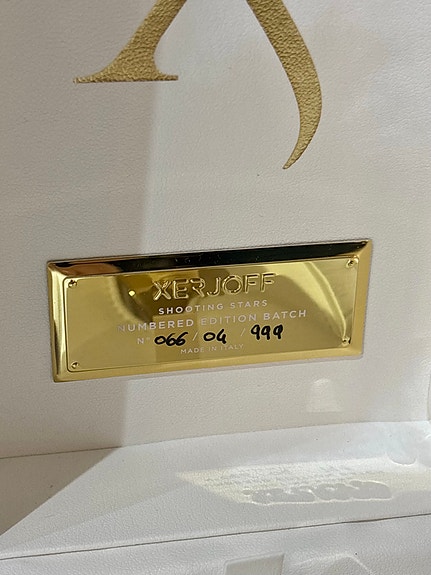 XERJOFF
SHOOTING STARS
NUMBERED EDITION BATCH
N° 066 / 04 / 999
MADE IN ITALY